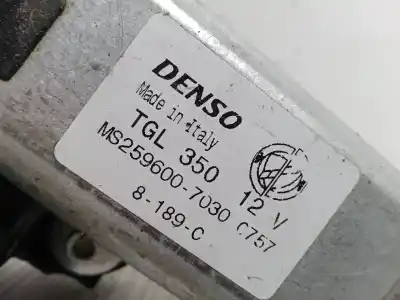 DENSO
Made in Italy
TGL 350 12 V
MS259600-7030 C757
8-189-C